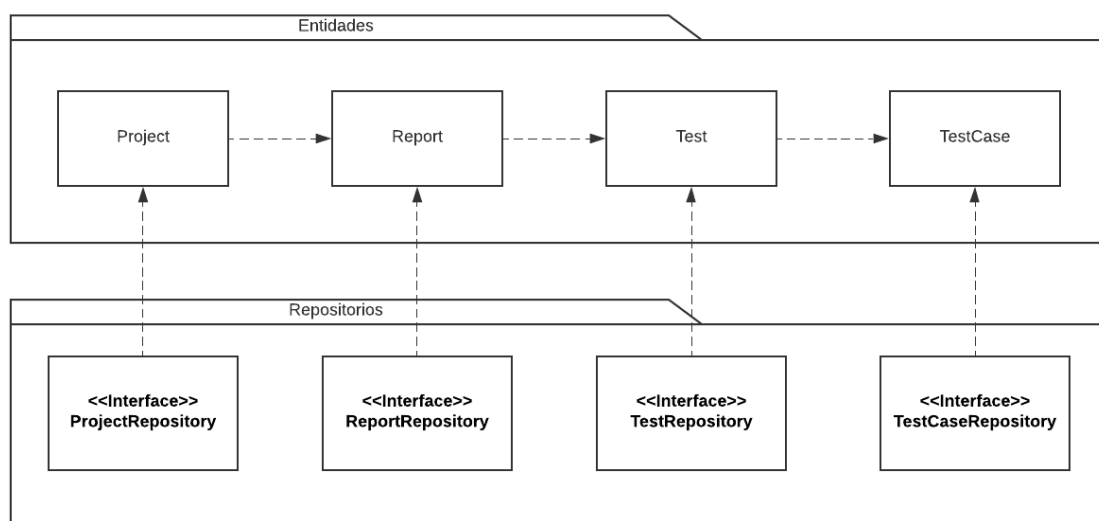 Entidades
Project
Report
Test
TestCase
Repositorios
<<Interface>>
ProjectRepository
<<Interface>>
ReportRepository
<<Interface>>
TestRepository
<<Interface>>
TestCaseRepository